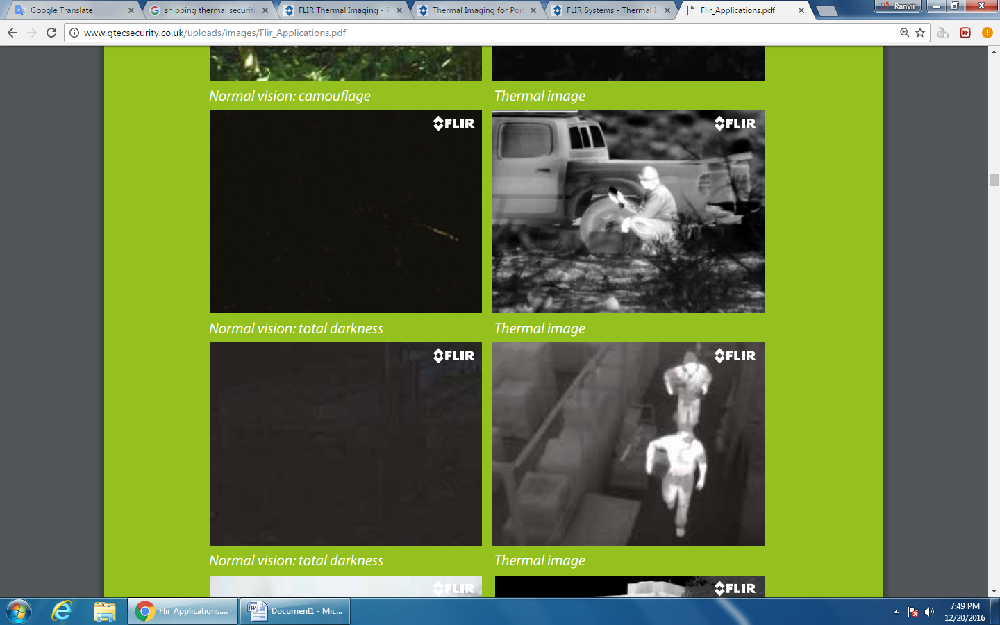 Google Translate
shipping thermal securiti
FLIR Thermal Imaging - P
Thermal Imaging for Port
FLIR Systems - Thermal I
Flir_Applications.pdf
Ranvir
www.gtecsecurity.co.uk/uploads/images/Flir_Applications.pdf
Normal vision: camouflage
Thermal image
FLIR
FLIR
Normal vision: total darkness
Thermal image
FLIR
FLIR
Normal vision: total darkness
Thermal image
FLIR
FLIR
Flir_Applications....
Document1 - Mic...
7:49 PM
12/20/2016